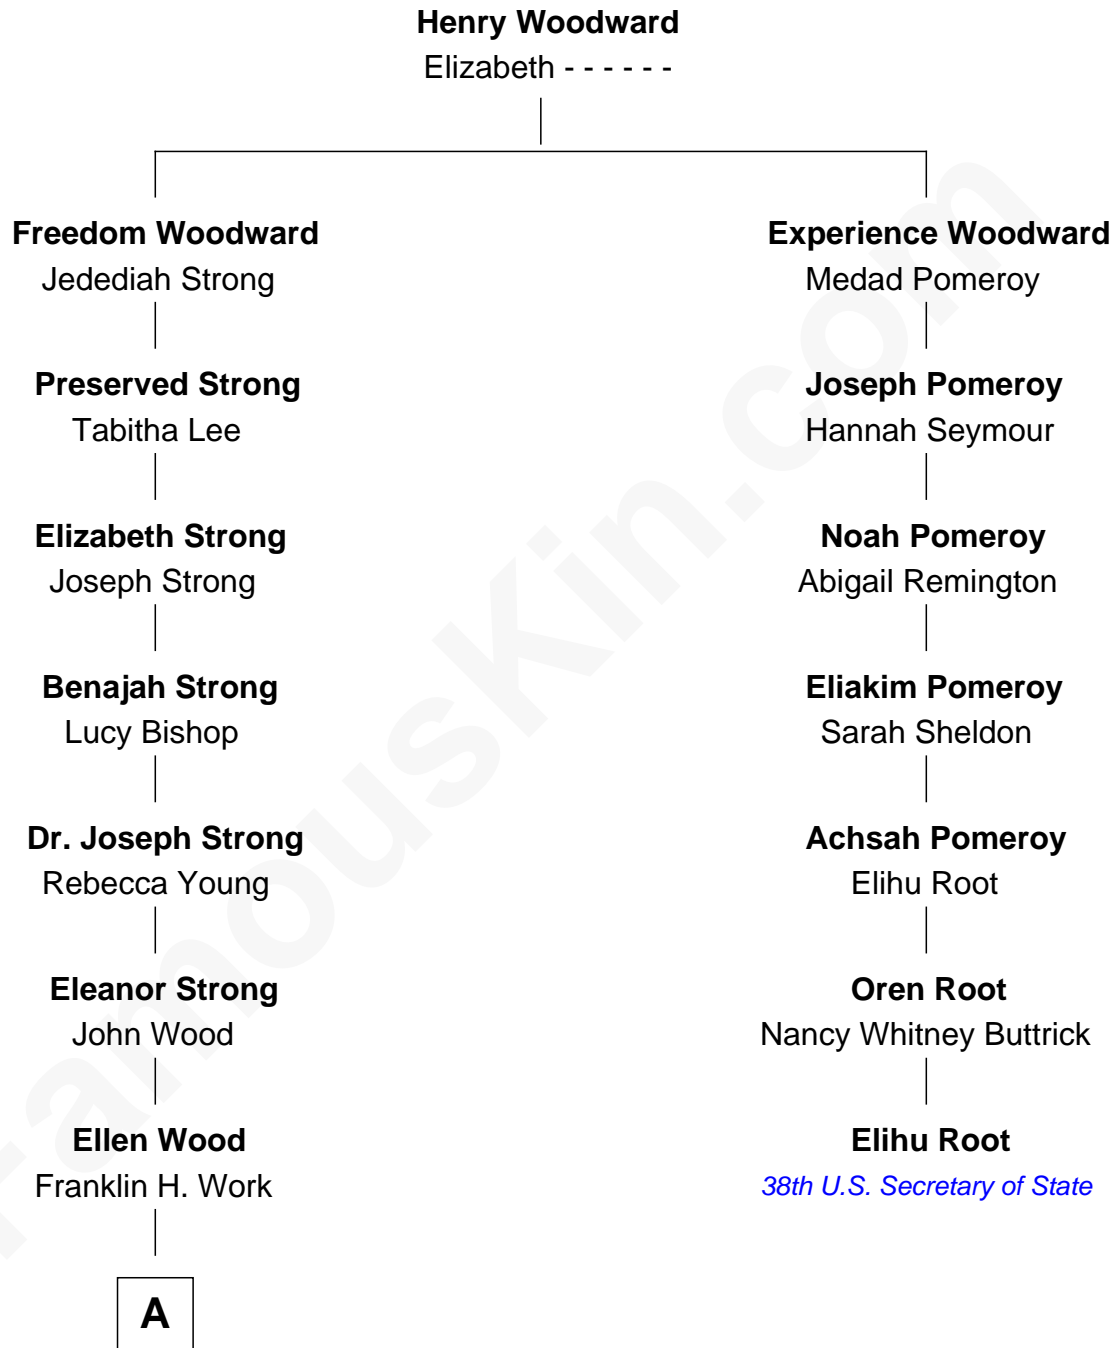 Henry Woodward
Elizabeth - - - - - -
Freedom Woodward
Jedediah Strong
Experience Woodward
Medad Pomeroy
Preserved Strong
Tabitha Lee
Joseph Pomeroy
Hannah Seymour
Elizabeth Strong
Joseph Strong
Noah Pomeroy
Abigail Remington
Benajah Strong
Lucy Bishop
Eliakim Pomeroy
Sarah Sheldon
Dr. Joseph Strong
Rebecca Young
Achsah Pomeroy
Elihu Root
Eleanor Strong
John Wood
Oren Root
Nancy Whitney Buttrick
Ellen Wood
Franklin H. Work
Elihu Root
38th U.S. Secretary of State
A
FamousKin.com